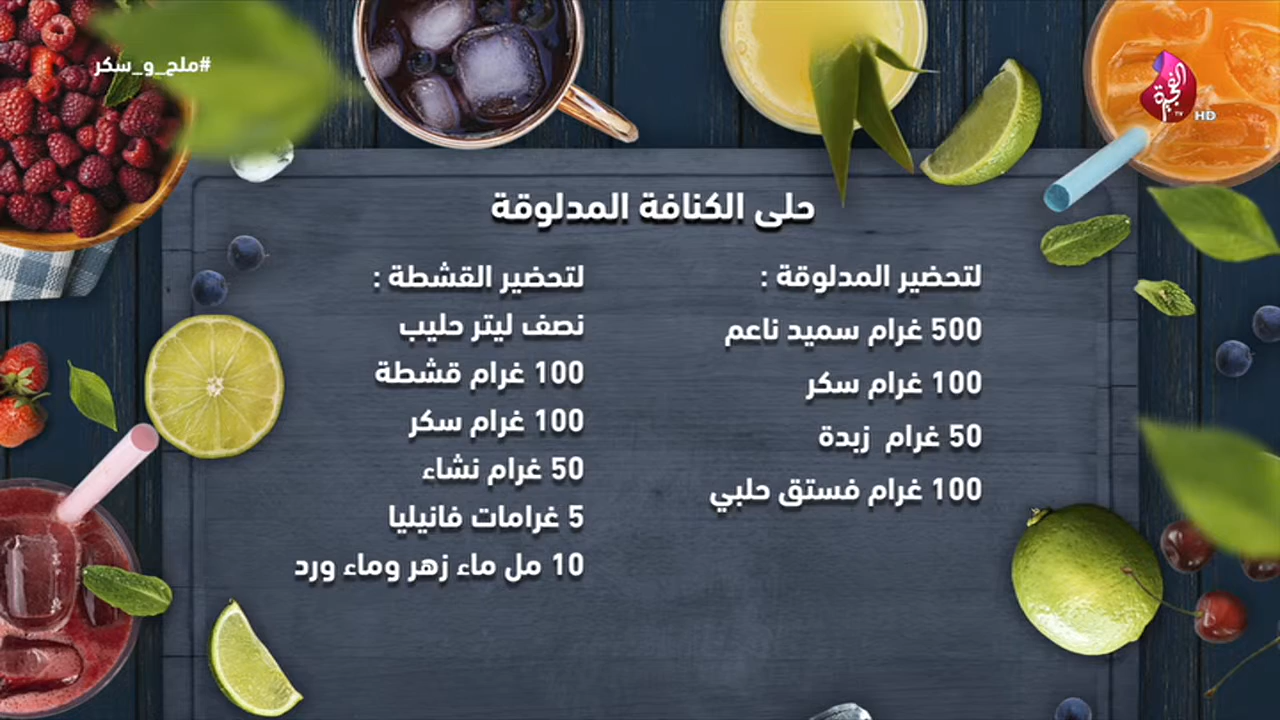 #ملح_و_سكر
الفجيرة
TV HD
حلى الكنافة المدلوقة
لتحضير المدلوقة :
500 غرام سميد ناعم
100 غرام سكر
50 غرام زبدة
100 غرام فستق حلبي
لتحضير القشطة :
نصف ليتر حليب
100 غرام قشطة
100 غرام سكر
50 غرام نشاء
5 غرامات فانيليا
10 مل ماء زهر وماء ورد